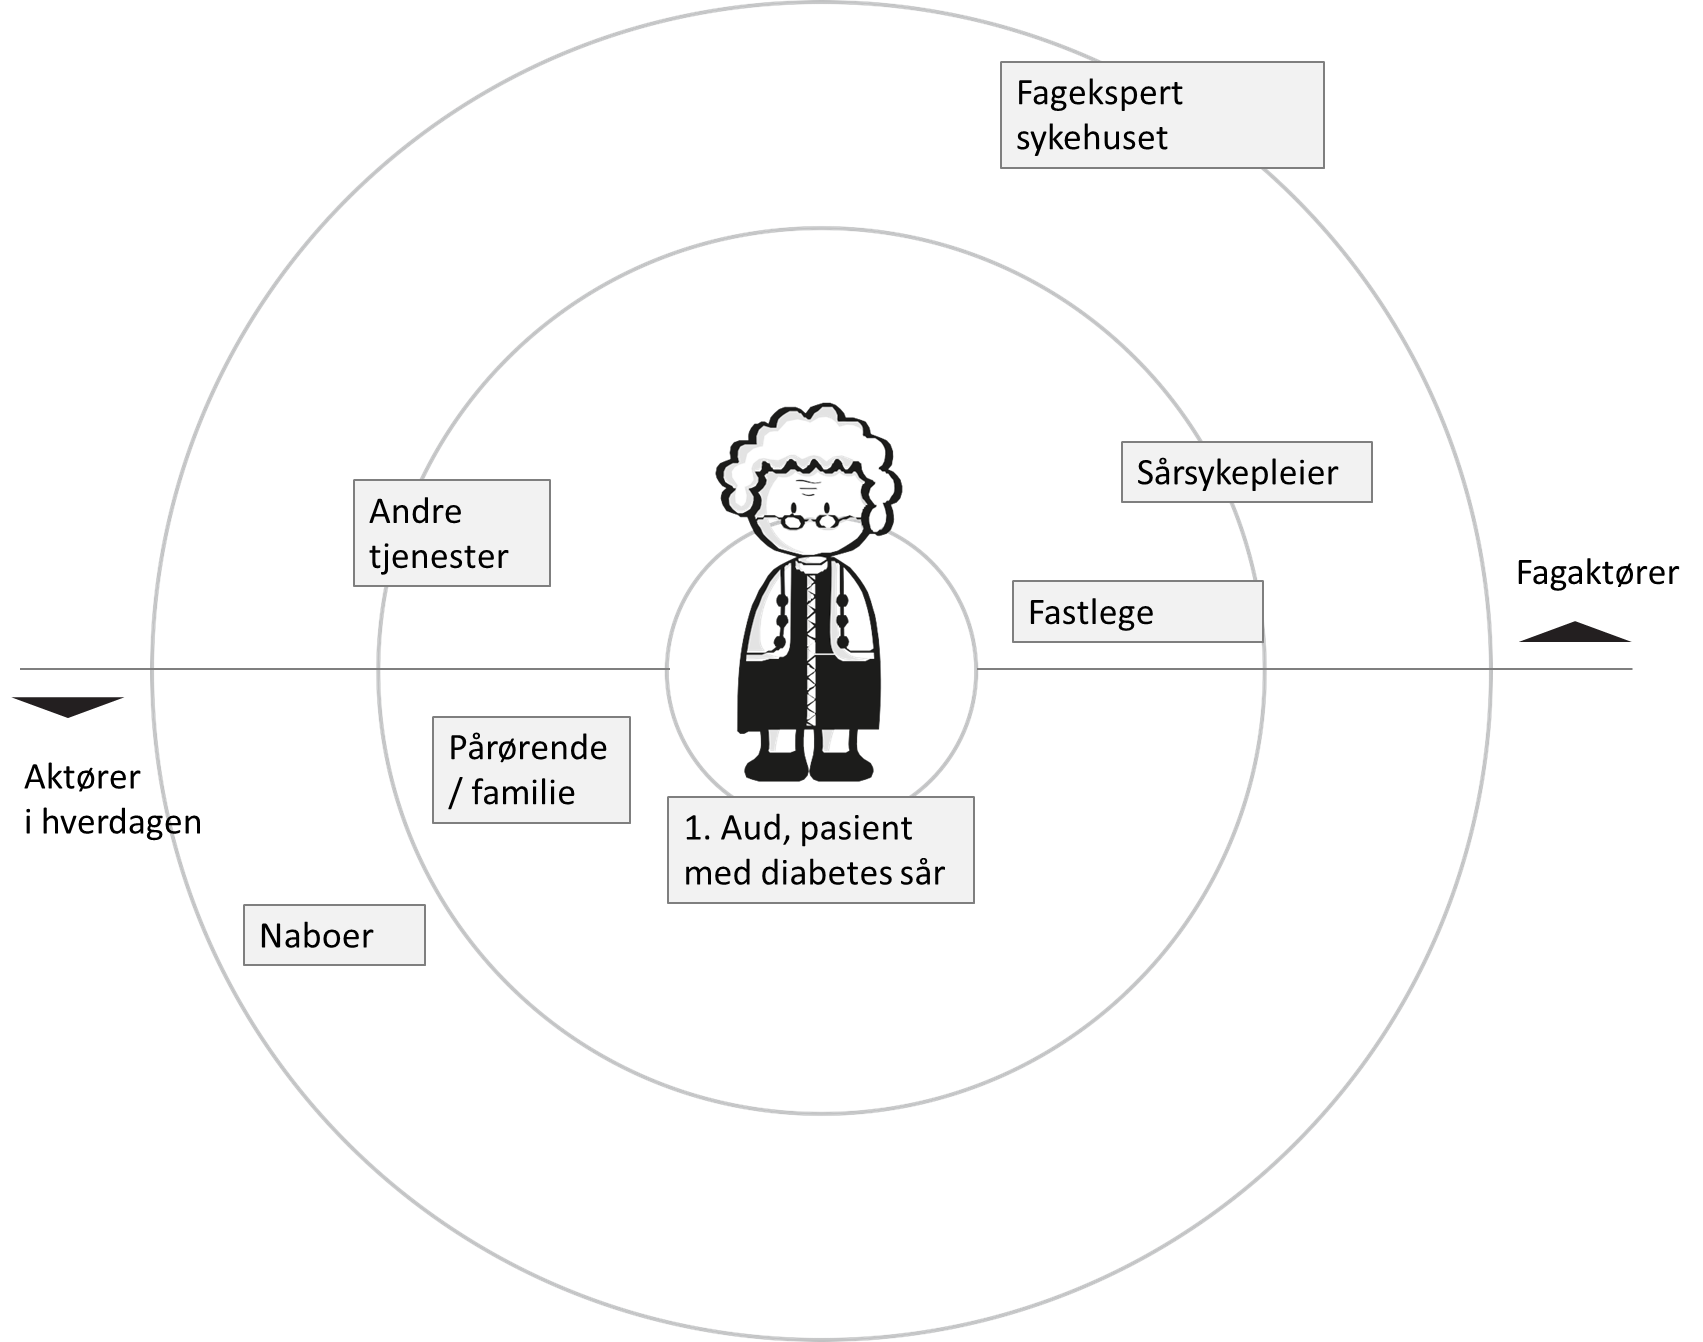 Fagekspert
sykehuset
Sårsykepleier
Andre
tjenester
Fagaktører
Fastlege
Pårørende
/ familie
Aktører
i hverdagen
1. Aud, pasient
med diabetes sår
Naboer